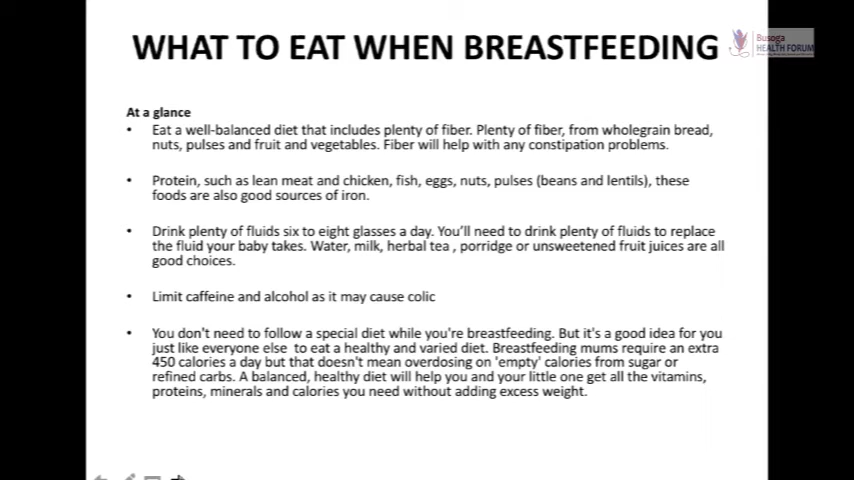 WHAT TO EAT WHEN BREASTFEEDING
Busoga
HEALTH FORUM
At a glance
• Eat a well-balanced diet that includes plenty of fiber. Plenty of fiber, from wholegrain bread,
nuts, pulses and fruit and vegetables. Fiber will help with any constipation problems.
• Protein, such as lean meat and chicken, fish, eggs, nuts, pulses (beans and lentils), these
foods are also good sources of iron.
• Drink plenty of fluids six to eight glasses a day. You'll need to drink plenty of fluids to replace
the fluid your baby takes. Water, milk, herbal tea , porridge or unsweetened fruit juices are all
good choices.
• Limit caffeine and alcohol as it may cause colic
• You don't need to follow a special diet while you're breastfeeding. But it's a good idea for you
just like everyone else to eat a healthy and varied diet. Breastfeeding mums require an extra
450 calories a day but that doesn't mean overdosing on 'empty' calories from sugar or
refined carbs. A balanced, healthy diet will help you and your little one get all the vitamins,
proteins, minerals and calories you need without adding excess weight.